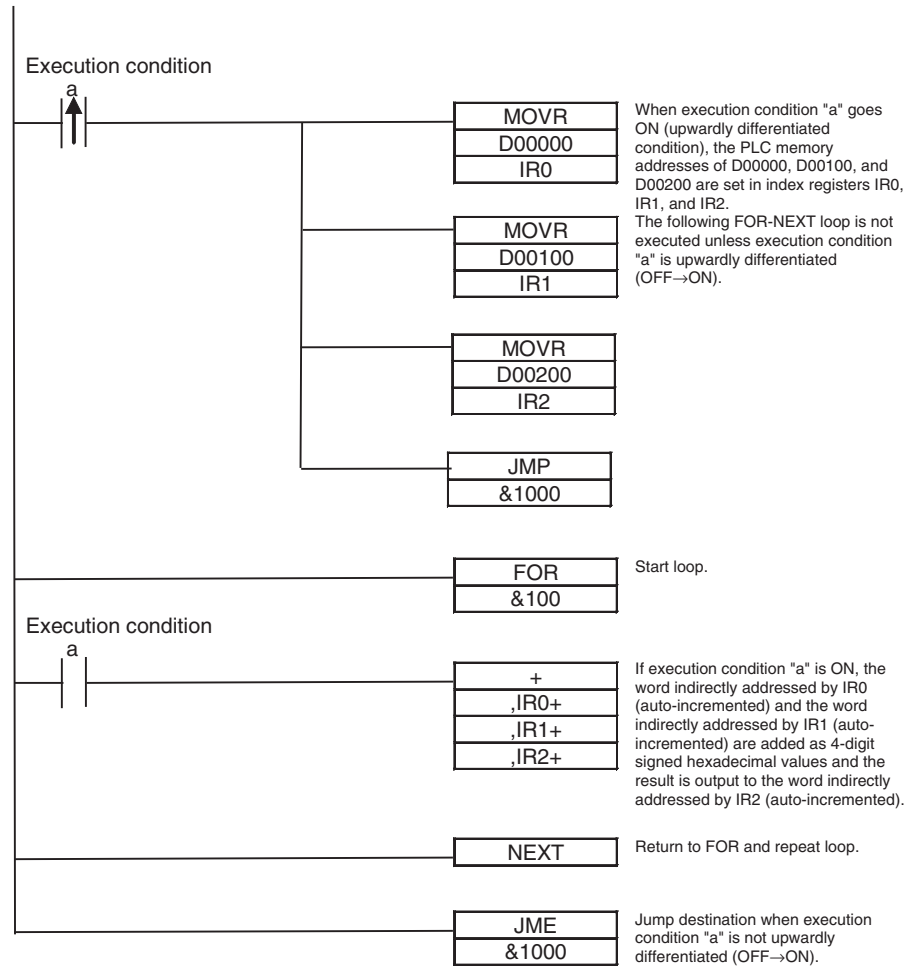 Execution condition
a
MOVR
D00000
IR0
When execution condition "a" goes
ON (upwardly differentiated
condition), the PLC memory
addresses of D00000, D00100, and
D00200 are set in index registers IR0,
IR1, and IR2.
The following FOR-NEXT loop is not
executed unless execution condition
"a" is upwardly differentiated
(OFF→ON).
MOVR
D00100
IR1
MOVR
D00200
IR2
JMP
&1000
FOR
&100
Start loop.
Execution condition
a
+
,IR0+
,IR1+
,IR2+
If execution condition "a" is ON, the
word indirectly addressed by IR0
(auto-incremented) and the word
indirectly addressed by IR1 (auto-
incremented) are added as 4-digit
signed hexadecimal values and the
result is output to the word indirectly
addressed by IR2 (auto-incremented).
NEXT
Return to FOR and repeat loop.
JME
&1000
Jump destination when execution
condition "a" is not upwardly
differentiated (OFF→ON).